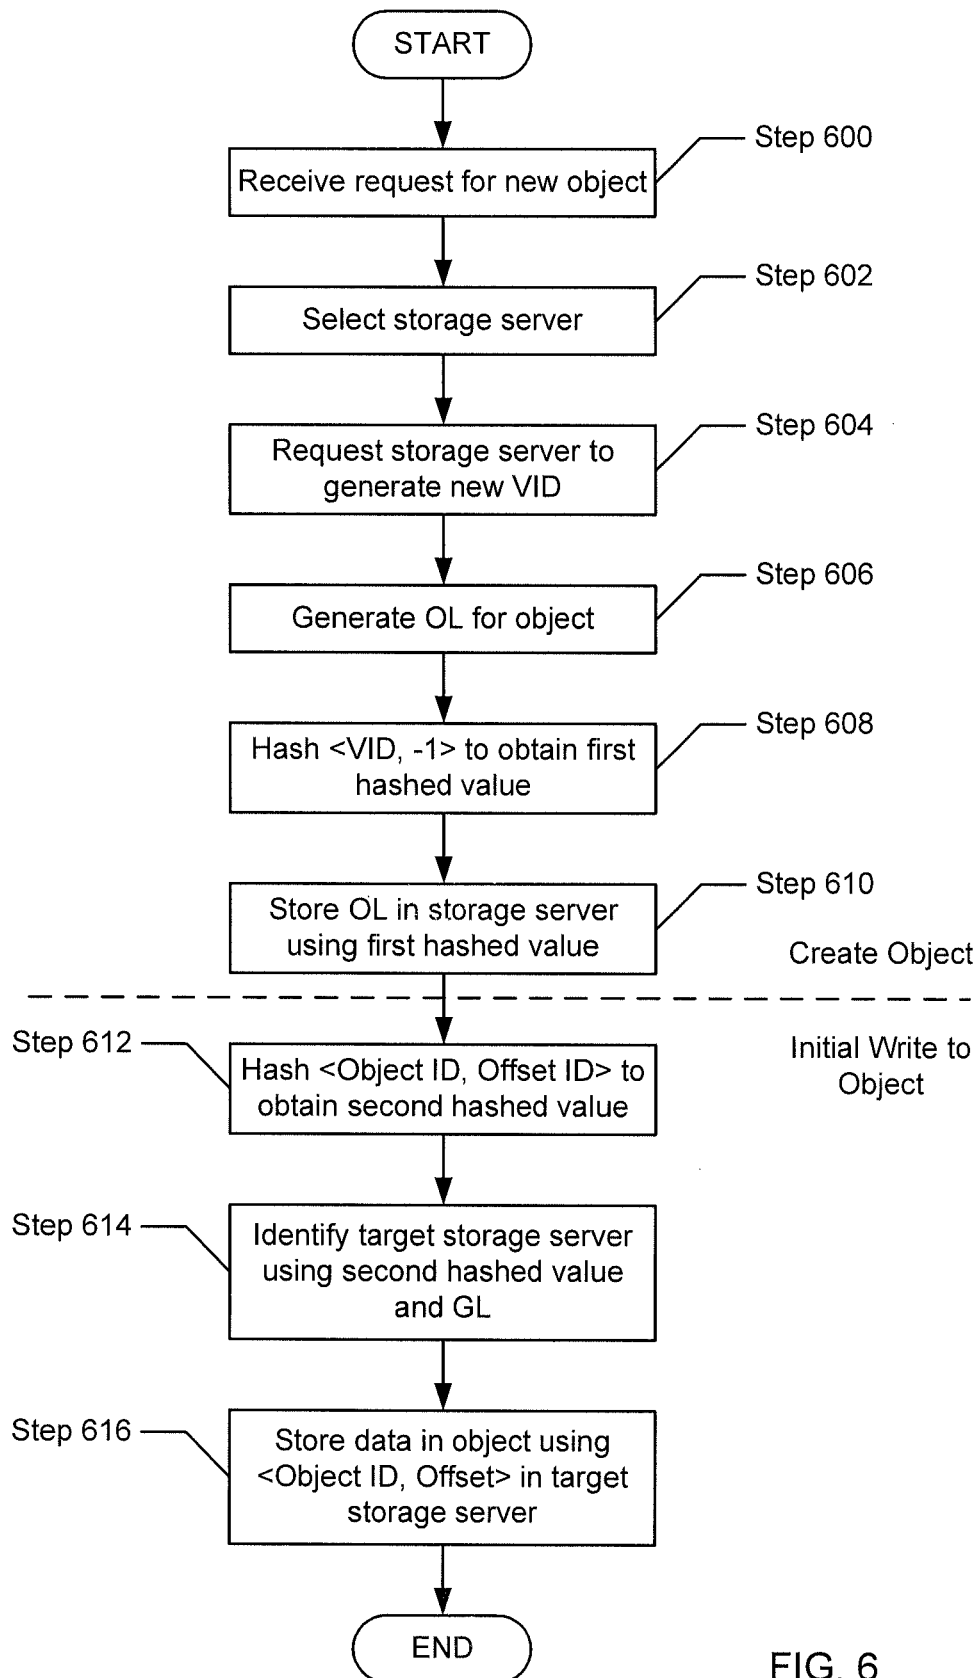 START
Step 600
Receive request for new object
Step 602
Select storage server
Step 604
Request storage server to
generate new VID
Step 606
Generate OL for object
Step 608
Hash <VID, -1> to obtain first
hashed value
Step 610
Store OL in storage server
using first hashed value
Create Object
Step 612
Initial Write to
Object
Hash <Object ID, Offset ID> to
obtain second hashed value
Step 614
Identify target storage server
using second hashed value
and GL
Step 616
Store data in object using
<Object ID, Offset> in target
storage server
END
FIG. 6